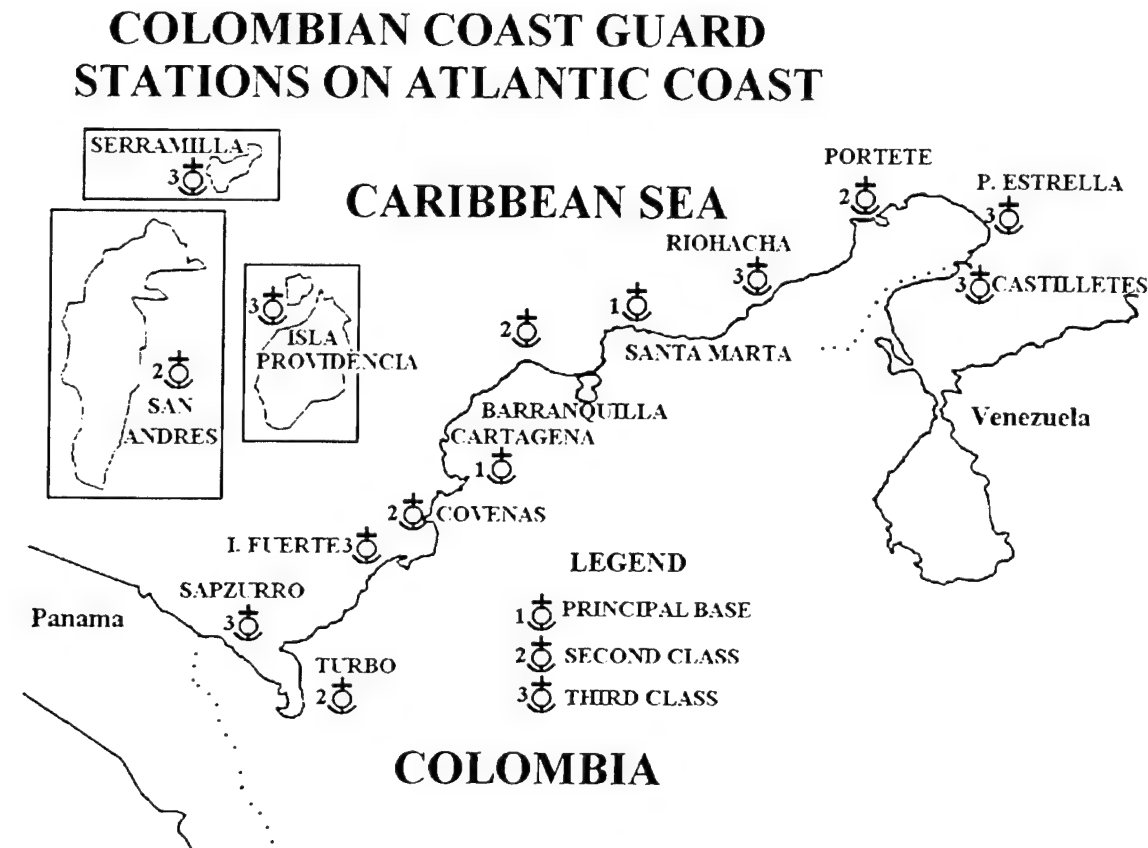 COLOMBIAN COAST GUARD
STATIONS ON ATLANTIC COAST
SERRAMILLA
3
CARIBBEAN SEA
PORTETE
2
P. ESTRELLA
3
RIOHACHA
3
3 CASTILLETES
1
SANTA MARTA
2
BARRANQUILLA
3
ISLA
PROVIDENCIA
2
SAN
ANDRES
Venezuela
CARTAGENA
1
2 COVENAS
I. FUERTE 3
SAPZURRO
3
Panama
TURBO
2
LEGEND
1 PRINCIPAL BASE
2 SECOND CLASS
3 THIRD CLASS
COLOMBIA